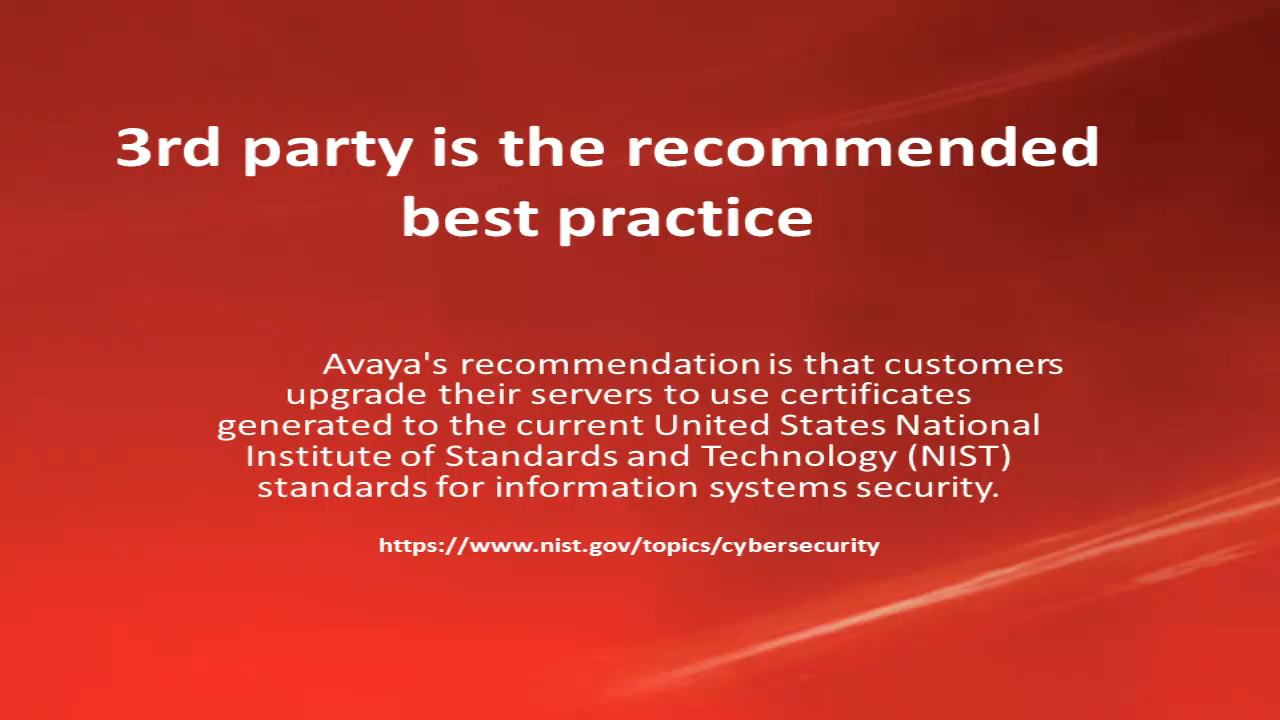 3rd party is the recommended
best practice
Avaya's recommendation is that customers
upgrade their servers to use certificates
generated to the current United States National
Institute of Standards and Technology (NIST)
standards for information systems security.
https://www.nist.gov/topics/cybersecurity